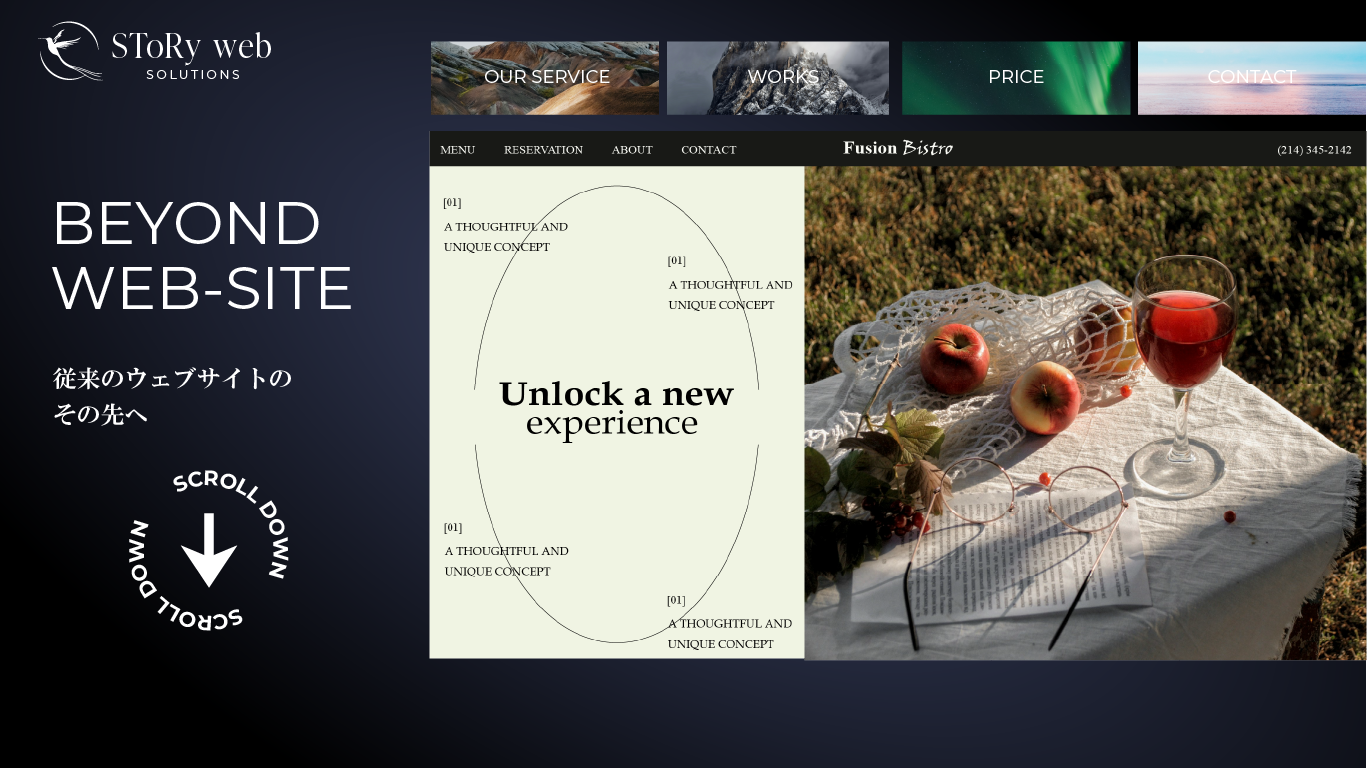 SToRy web
SOLUTIONS
OUR SERVICE
WORKS
PRICE
CONTACT
MENU
RESERVATION
ABOUT
CONTACT
Fusion Bistro
(214) 345-2142
BEYOND
WEB-SITE
従来のウェブサイトの
その先へ
SCROLL DOWN
SCROLL DOWN
[01]
A THOUGHTFUL AND
UNIQUE CONCEPT
[01]
A THOUGHTFUL AND
UNIQUE CONCEPT
Unlock a new
experience
[01]
A THOUGHTFUL AND
UNIQUE CONCEPT
[01]
A THOUGHTFUL AND
UNIQUE CONCEPT